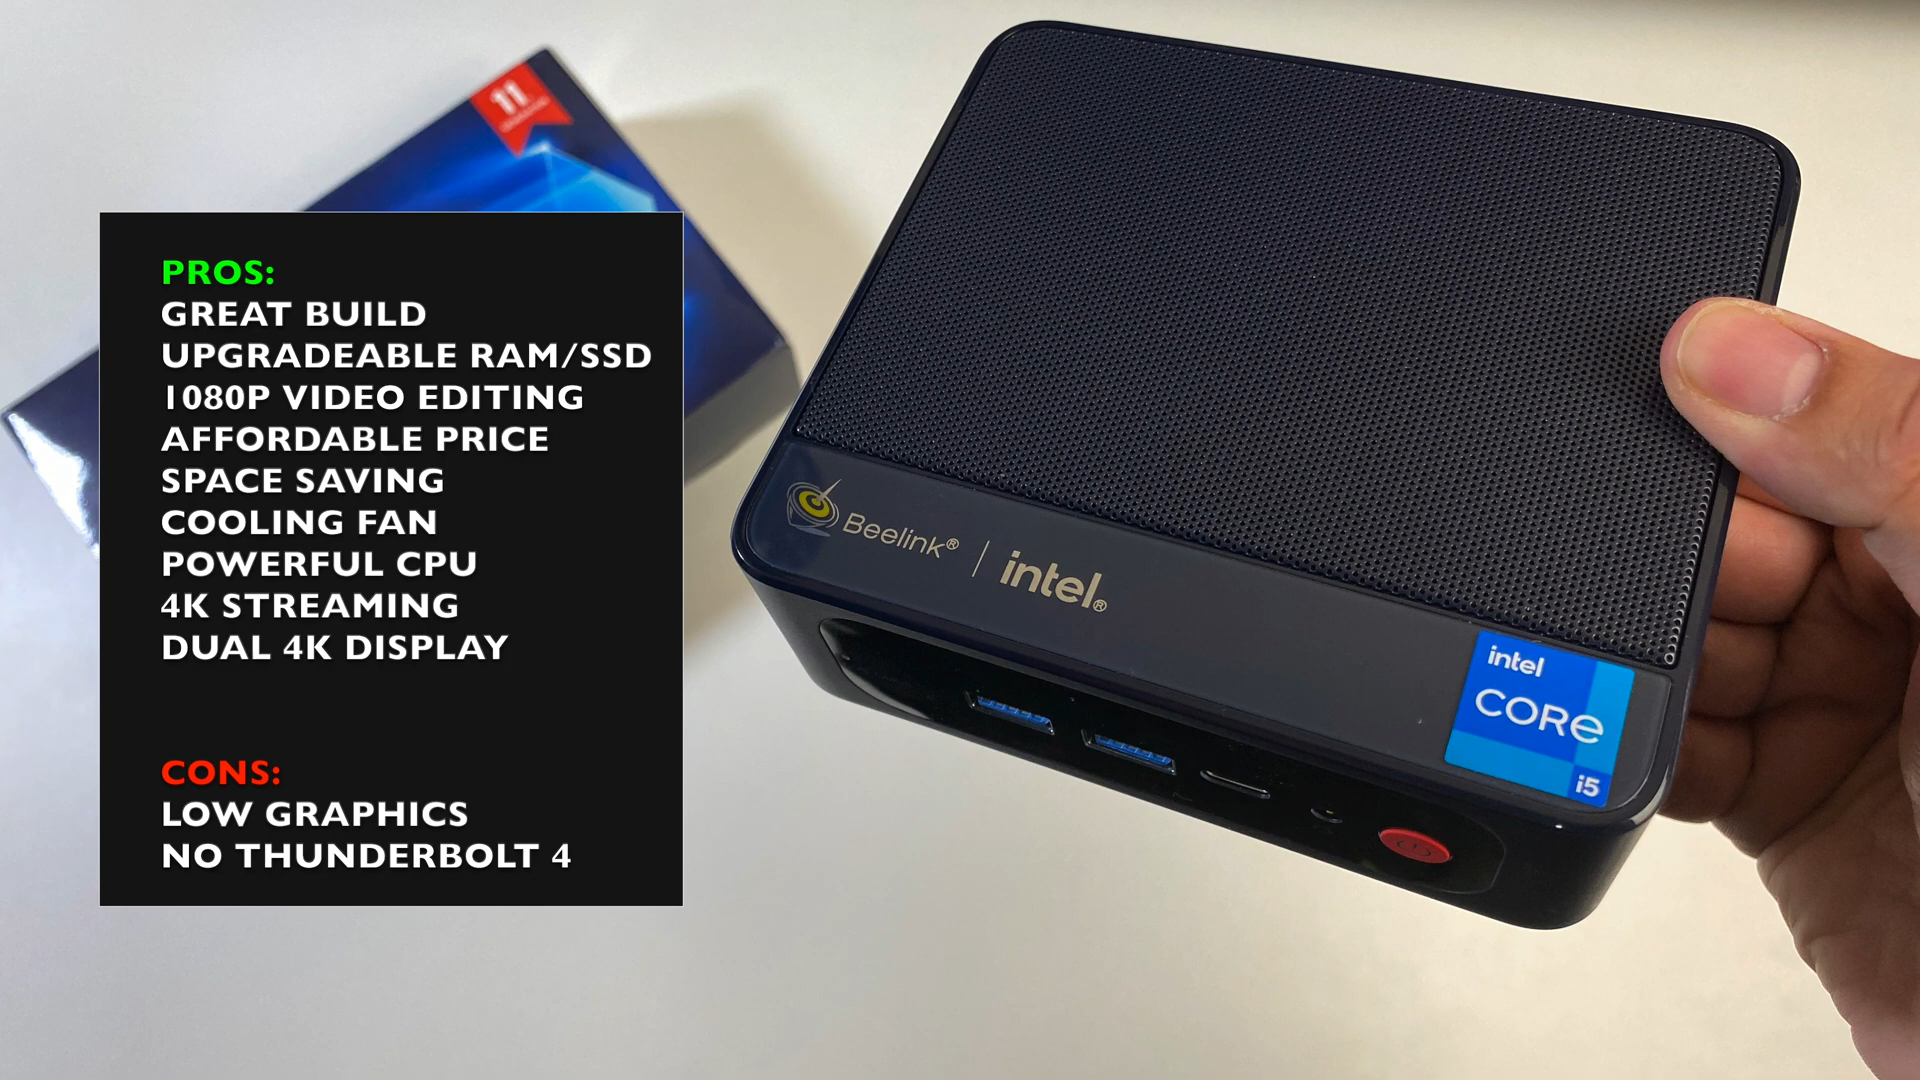 11
PROS:
GREAT BUILD
UPGRADEABLE RAM/SSD
1080P VIDEO EDITING
AFFORDABLE PRICE
SPACE SAVING
COOLING FAN
POWERFUL CPU
4K STREAMING
DUAL 4K DISPLAY
CONS:
LOW GRAPHICS
NO THUNDERBOLT 4
Beelink® | intel®
intel
CORE
i5